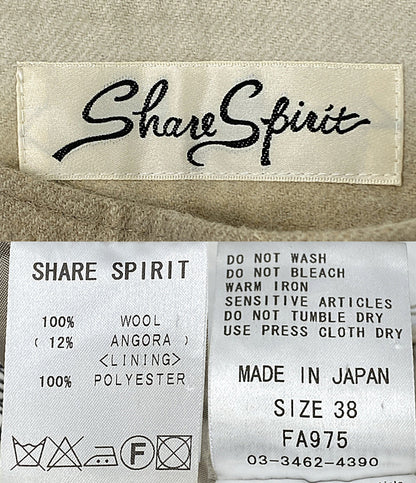 Share Spirit
SHARE SPIRIT
100% WOOL
( 12% ANGORA )
<LINING>
100% POLYESTER
F
DO NOT WASH
DO NOT BLEACH
WARM IRON
SENSITIVE ARTICLES
DO NOT TUMBLE DRY
USE PRESS CLOTH DRY
MADE IN JAPAN
SIZE 38
FA975
03-3462-4390